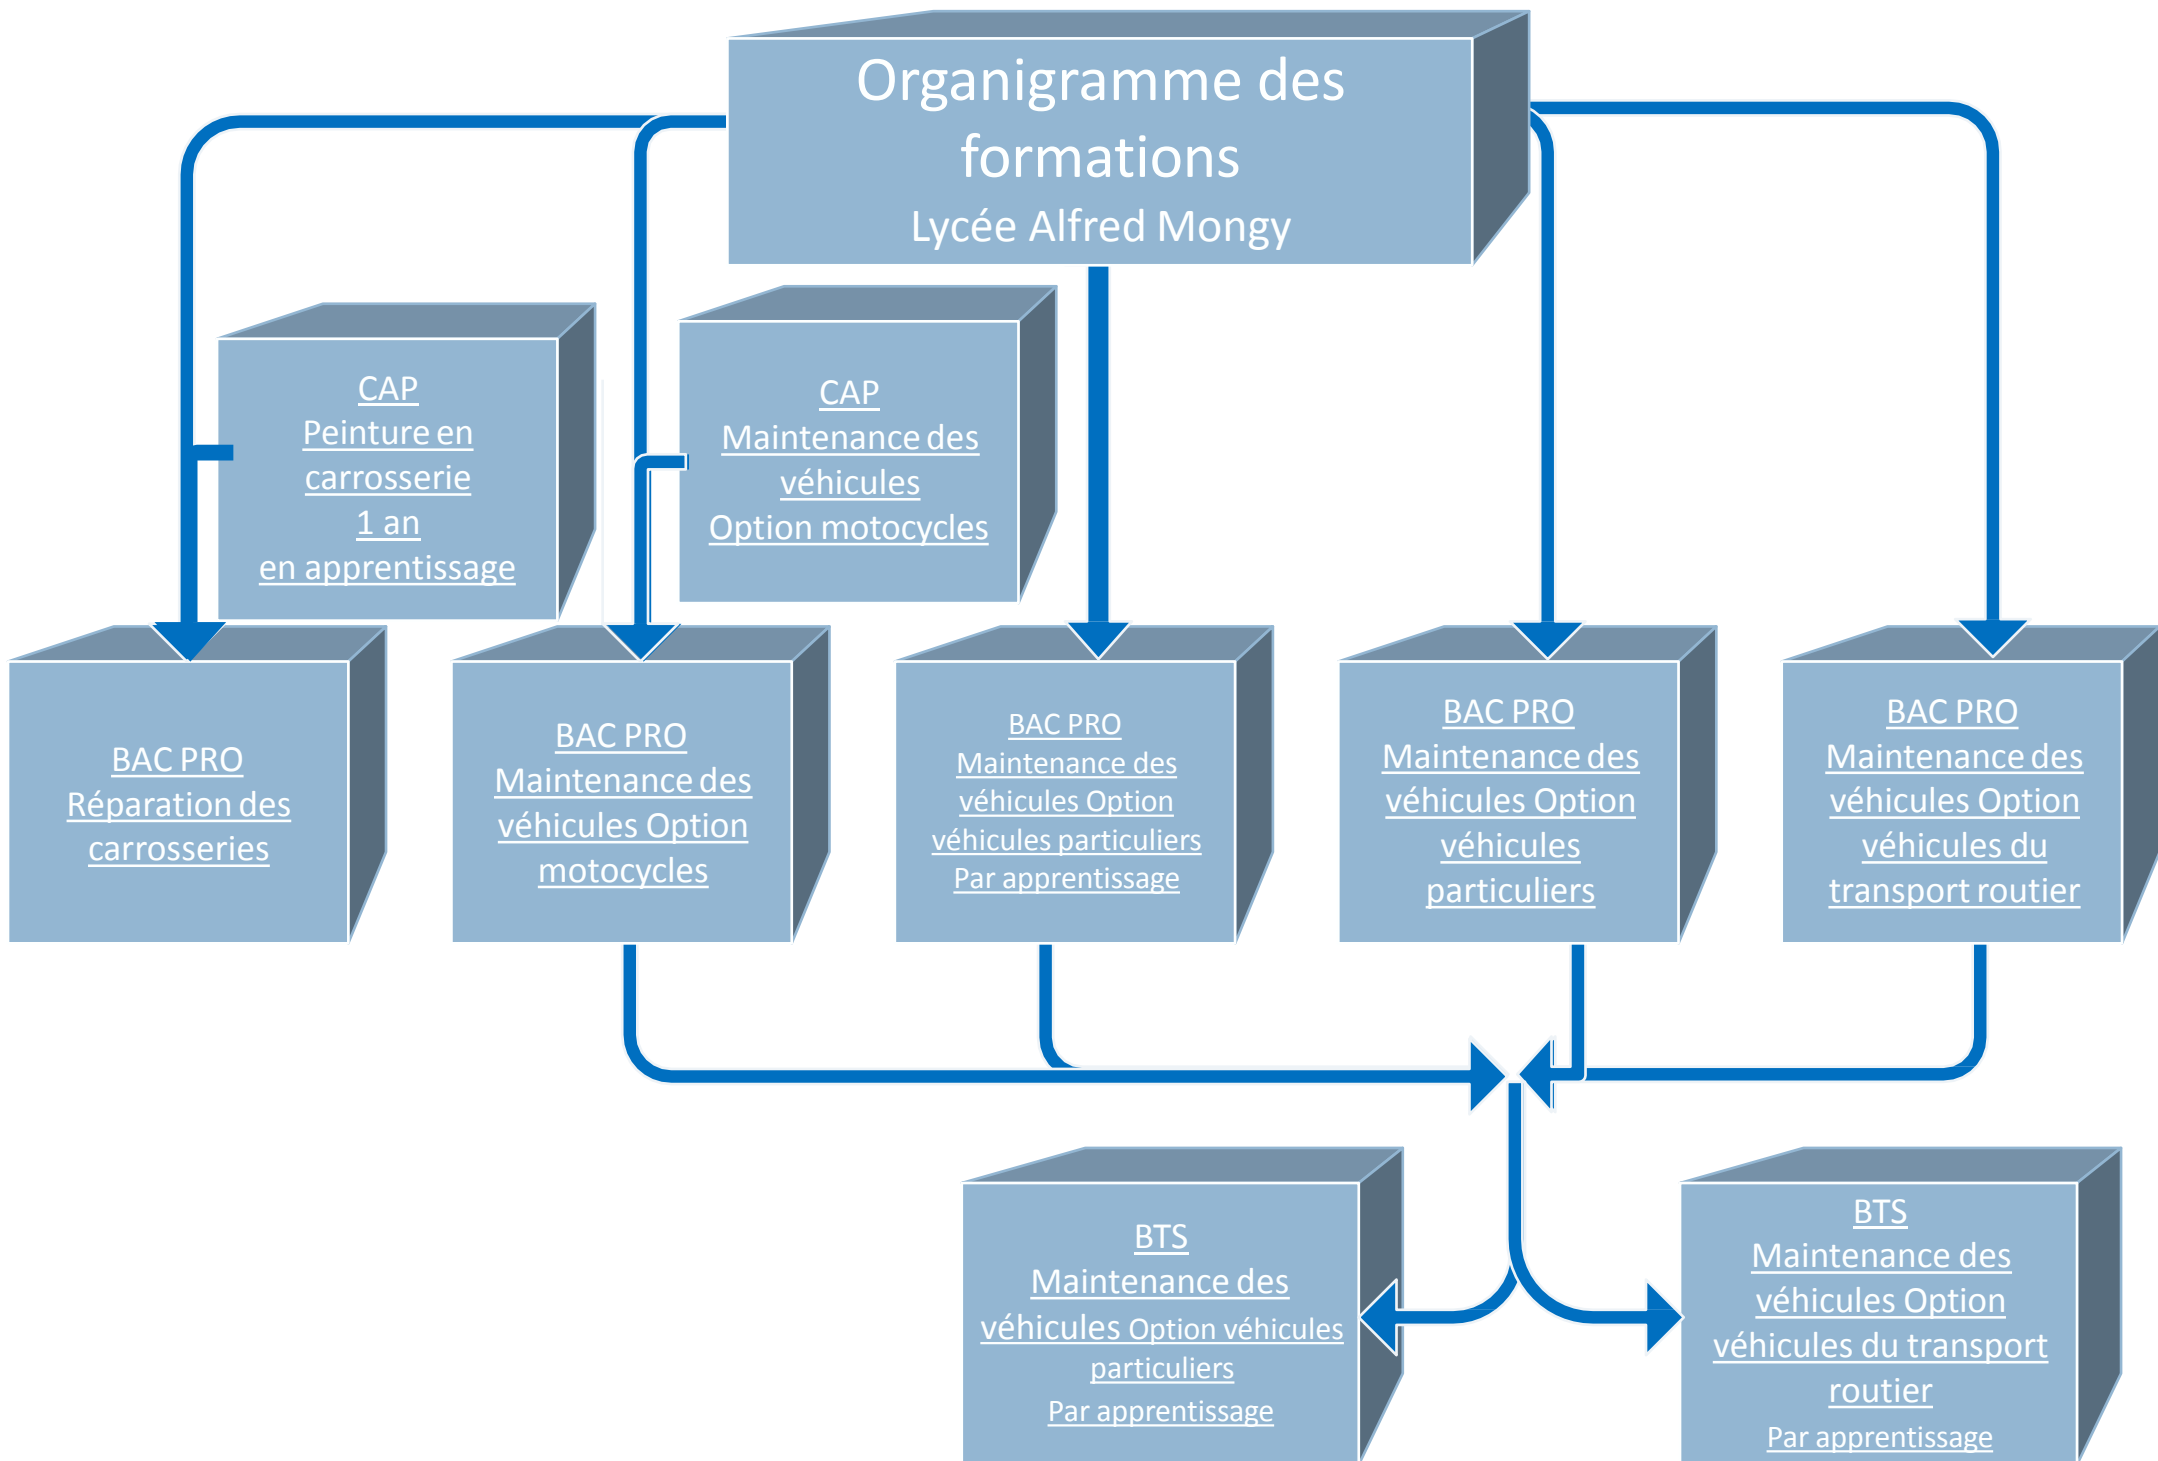 Organigramme des
formations
Lycée Alfred Mongy
CAP
Peinture en
carrosserie
1 an
en apprentissage
CAP
Maintenance des
véhicules
Option motocycles
BAC PRO
Réparation des
carrosseries
BAC PRO
Maintenance des
véhicules Option
motocycles
BAC PRO
Maintenance des
véhicules Option
véhicules particuliers
Par apprentissage
BAC PRO
Maintenance des
véhicules Option
véhicules
particuliers
BAC PRO
Maintenance des
véhicules Option
véhicules du
transport routier
BTS
Maintenance des
véhicules Option véhicules
particuliers
Par apprentissage
BTS
Maintenance des
véhicules Option
véhicules du transport
routier
Par apprentissage